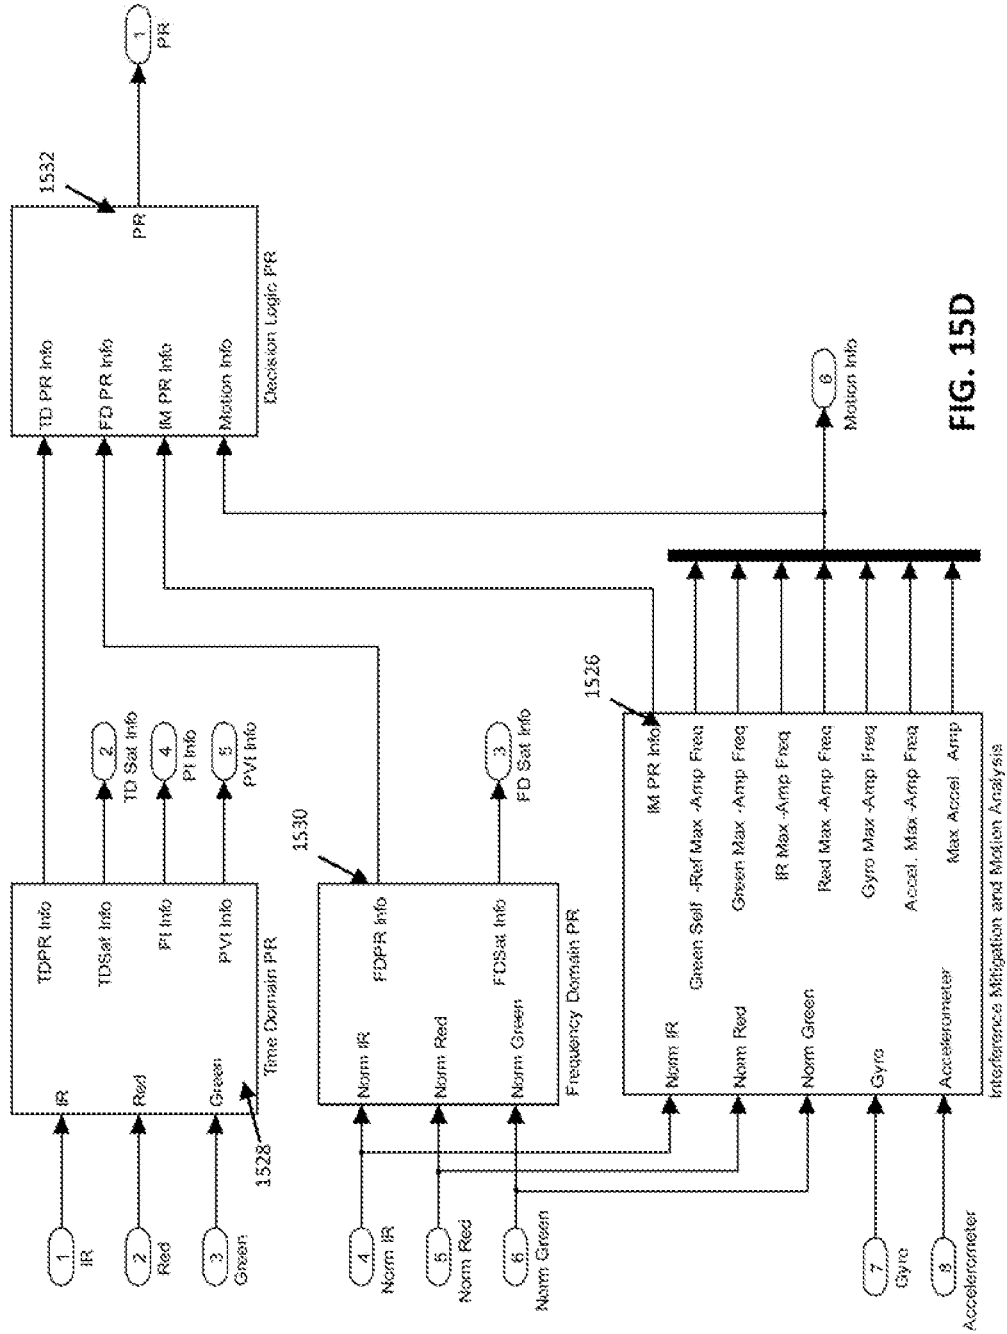 1
IR
2
Red
3
Green
1528
IR
Red
Green
TDPR Info
TDSat Info
PI Info
PVI Info
Time Domain PR
2
TD Sat Info
4
PI Info
5
PVI Info
4
Norm IR
5
Norm Red
6
Norm Green
1530
Norm IR
Norm Red
Norm Green
FDPR Info
FDSat Info
Frequency Domain PR
3
FD Sat Info
7
Gyro
8
Accelerometer
1526
Norm IR
Norm Red
Norm Green
Gyro
Accelerometer
IM PR Info
Green Self -Ref Max -Amp Freq
Green Max -Amp Freq
IR Max -Amp Freq
Red Max -Amp Freq
Gyro Max -Amp Freq
Accel. Max -Amp Freq
Max Accel. Amp
Interference Mitigation and Motion Analysis
6
Motion Info
1532
TD PR Info
FD PR Info
IM PR Info
Motion Info
PR
Decision Logic PR
1
PR
FIG. 15D